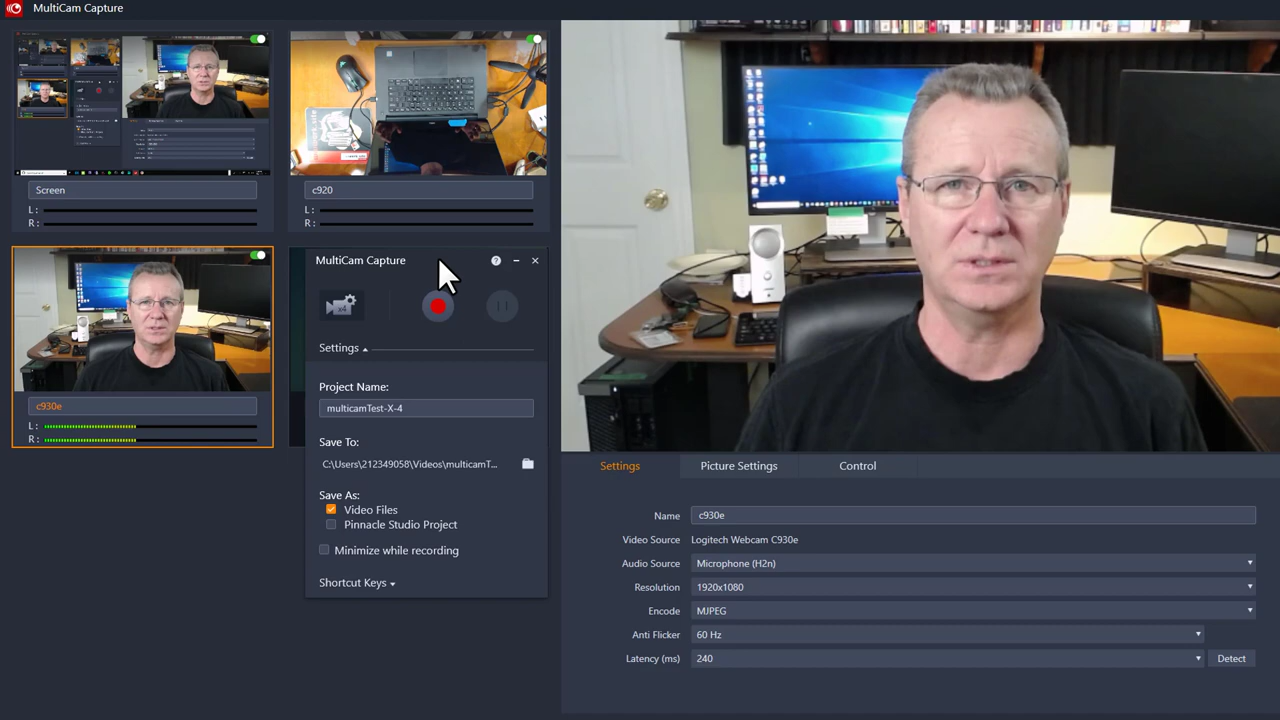 MultiCam Capture
Screen
L:
R:
c920
L:
R:
c930e
L:
R:
MultiCam Capture
x4
Settings
Project Name:
multicamTest-X-4
Save To:
C:\Users\212349058\Videos\multicamT...
Save As:
Video Files
Pinnacle Studio Project
Minimize while recording
Shortcut Keys
Settings
Picture Settings
Control
Name
c930e
Video Source
Logitech Webcam C930e
Audio Source
Microphone (H2n)
Resolution
1920x1080
Encode
MJPEG
Anti Flicker
60 Hz
Latency (ms)
240
Detect